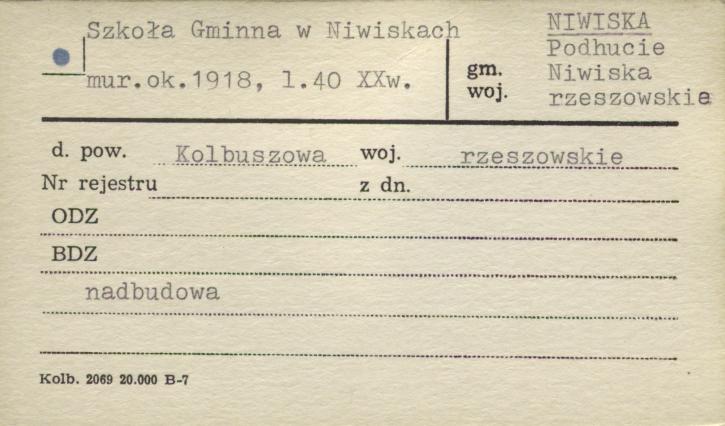 Szkoła Gminna w Niwiskach
mur.ok.1918, l.40 XXw.
NIWISKA
Podhucie
gm. Niwiska
woj. rzeszowskie
d. pow. Kolbuszowa woj. rzeszowskie
Nr rejestru z dn.
ODZ
BDZ
nadbudowa
Kolb. 2069 20.000 B-7